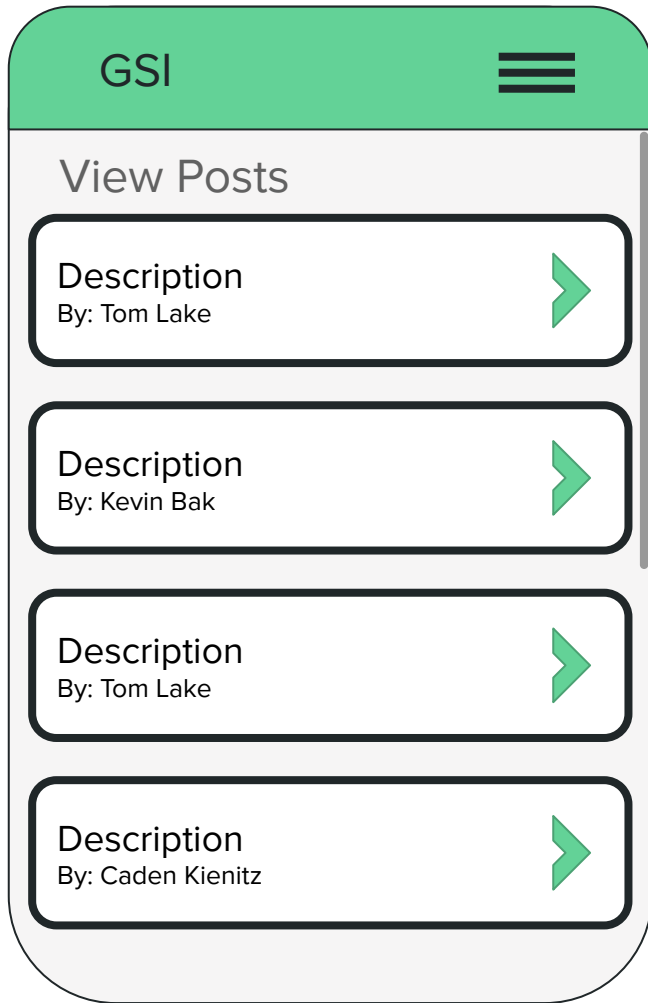 GSI
View Posts
Description
By: Tom Lake
Description
By: Kevin Bak
Description
By: Tom Lake
Description
By: Caden Kienitz